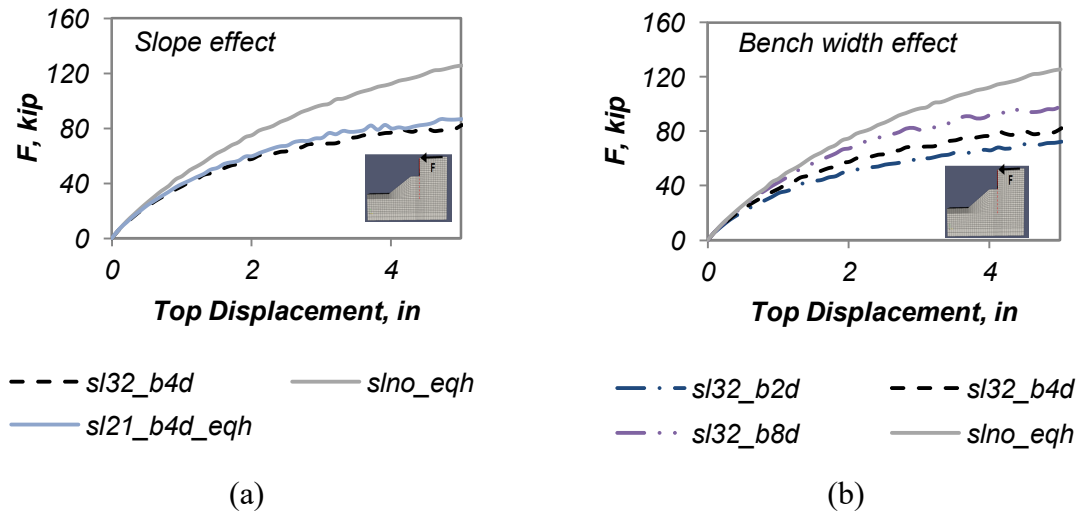 160
Slope effect
120
80
40
0
F, kip
F
0 2 4
Top Displacement, in
sl32_b4d slno_eqh
sl21_b4d_eqh
(a)
160
Bench width effect
120
80
40
0
F, kip
F
0 2 4
Top Displacement, in
sl32_b2d sl32_b4d
sl32_b8d slno_eqh
(b)